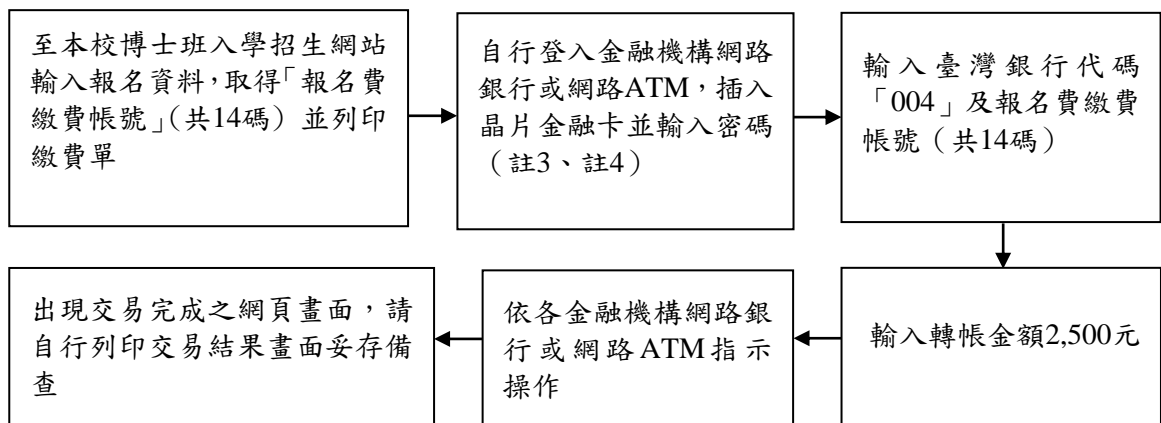 至本校博士班入學招生網站
輸入報名資料，取得「報名費
繳費帳號」（共14碼）並列印
繳費單
自行登入金融機構網路
銀行或網路ATM，插入
晶片金融卡並輸入密碼
（註3、註4）
輸入臺灣銀行代碼
「004」及報名費繳費
帳號（共14碼）
輸入轉帳金額2,500元
依各金融機構網路銀
行或網路ATM指示
操作
出現交易完成之網頁畫面，請
自行列印交易結果畫面妥存備
查